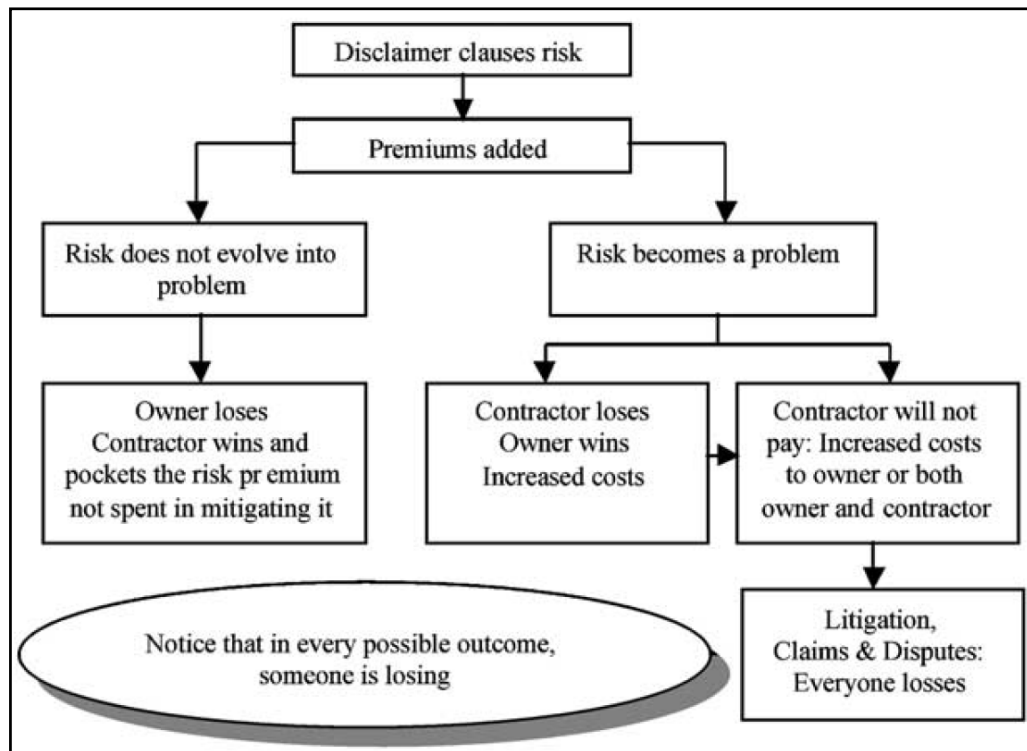 Disclaimer clauses risk
Premiums added
Risk does not evolve into
problem
Risk becomes a problem
Owner loses
Contractor wins and
pockets the risk pr emium
not spent in mitigating it
Contractor loses
Owner wins
Increased costs
Contractor will not
pay: Increased costs
to owner or both
owner and contractor
Notice that in every possible outcome,
someone is losing
Litigation,
Claims & Disputes:
Everyone losses